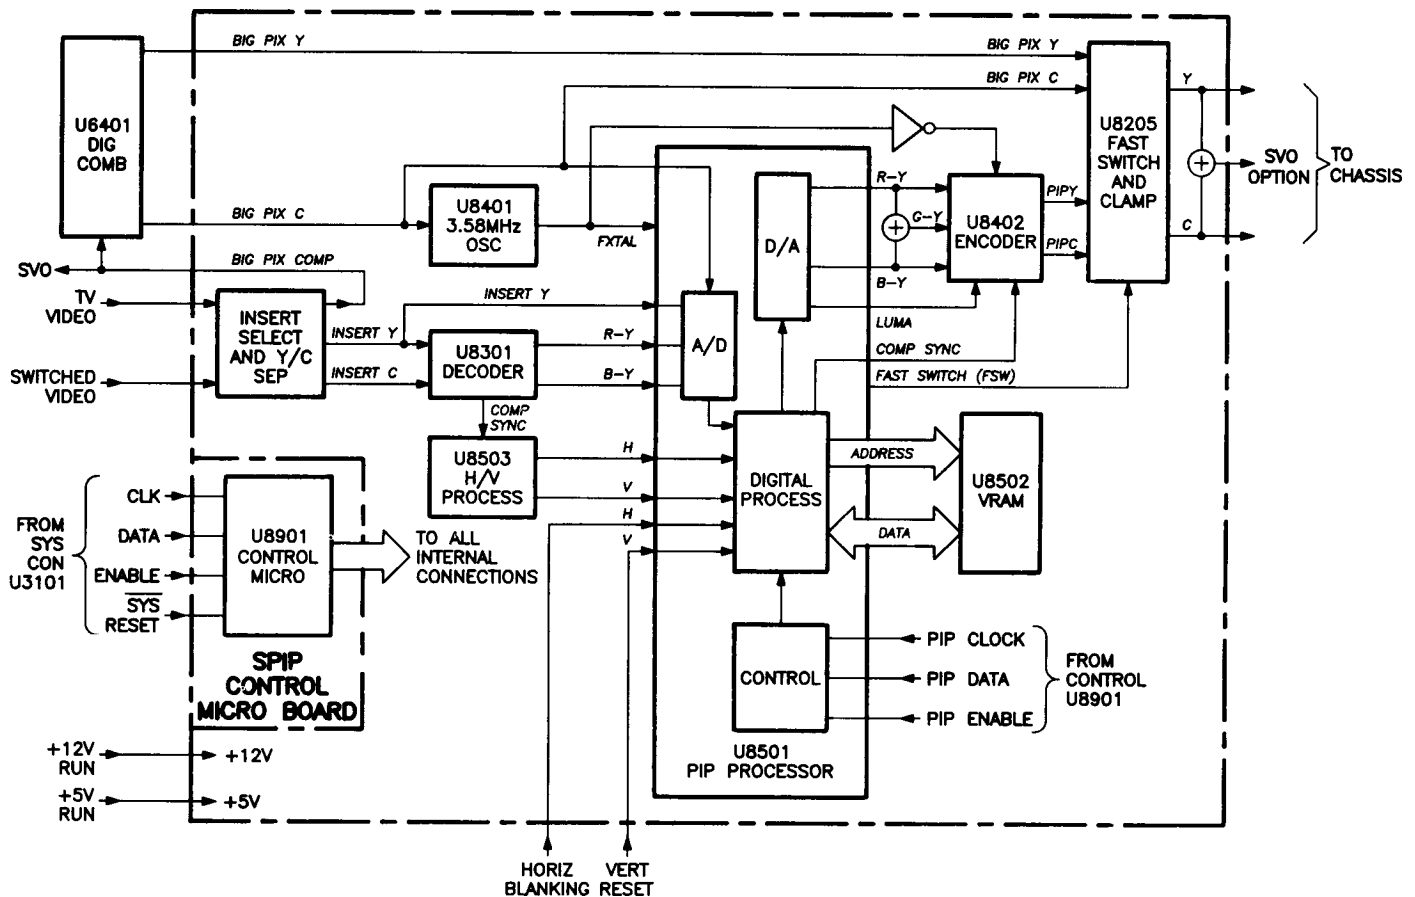 BIG PIX Y
BIG PIX Y
BIG PIX C
U6401
DIG
COMB
U8401
3.58MHz
OSC
BIG PIX C
FXTAL
BIG PIX COMP
SVO
TV
VIDEO
SWITCHED
VIDEO
INSERT
SELECT
AND Y/C
SEP
INSERT Y
INSERT Y
INSERT C
U8301
DECODER
R-Y
B-Y
COMP
SYNC
U8503
H/V
PROCESS
H
V
H
V
A/D
D/A
R-Y
G-Y
B-Y
LUMA
COMP SYNC
FAST SWITCH (FSW)
U8402
ENCODER
PIPY
PIPC
U8205
FAST
SWITCH
AND
CLAMP
Y
C
SVO
OPTION
TO
CHASSIS
DIGITAL
PROCESS
ADDRESS
DATA
U8502
VRAM
CONTROL
U8501
PIP PROCESSOR
PIP CLOCK
PIP DATA
PIP ENABLE
FROM
CONTROL
U8901
FROM
SYS
CON
U3101
CLK
DATA
ENABLE
SYS
RESET
U8901
CONTROL
MICRO
TO ALL
INTERNAL
CONNECTIONS
SPIP
CONTROL
MICRO BOARD
+12V
RUN
+12V
+5V
RUN
+5V
HORIZ
BLANKING
VERT
RESET